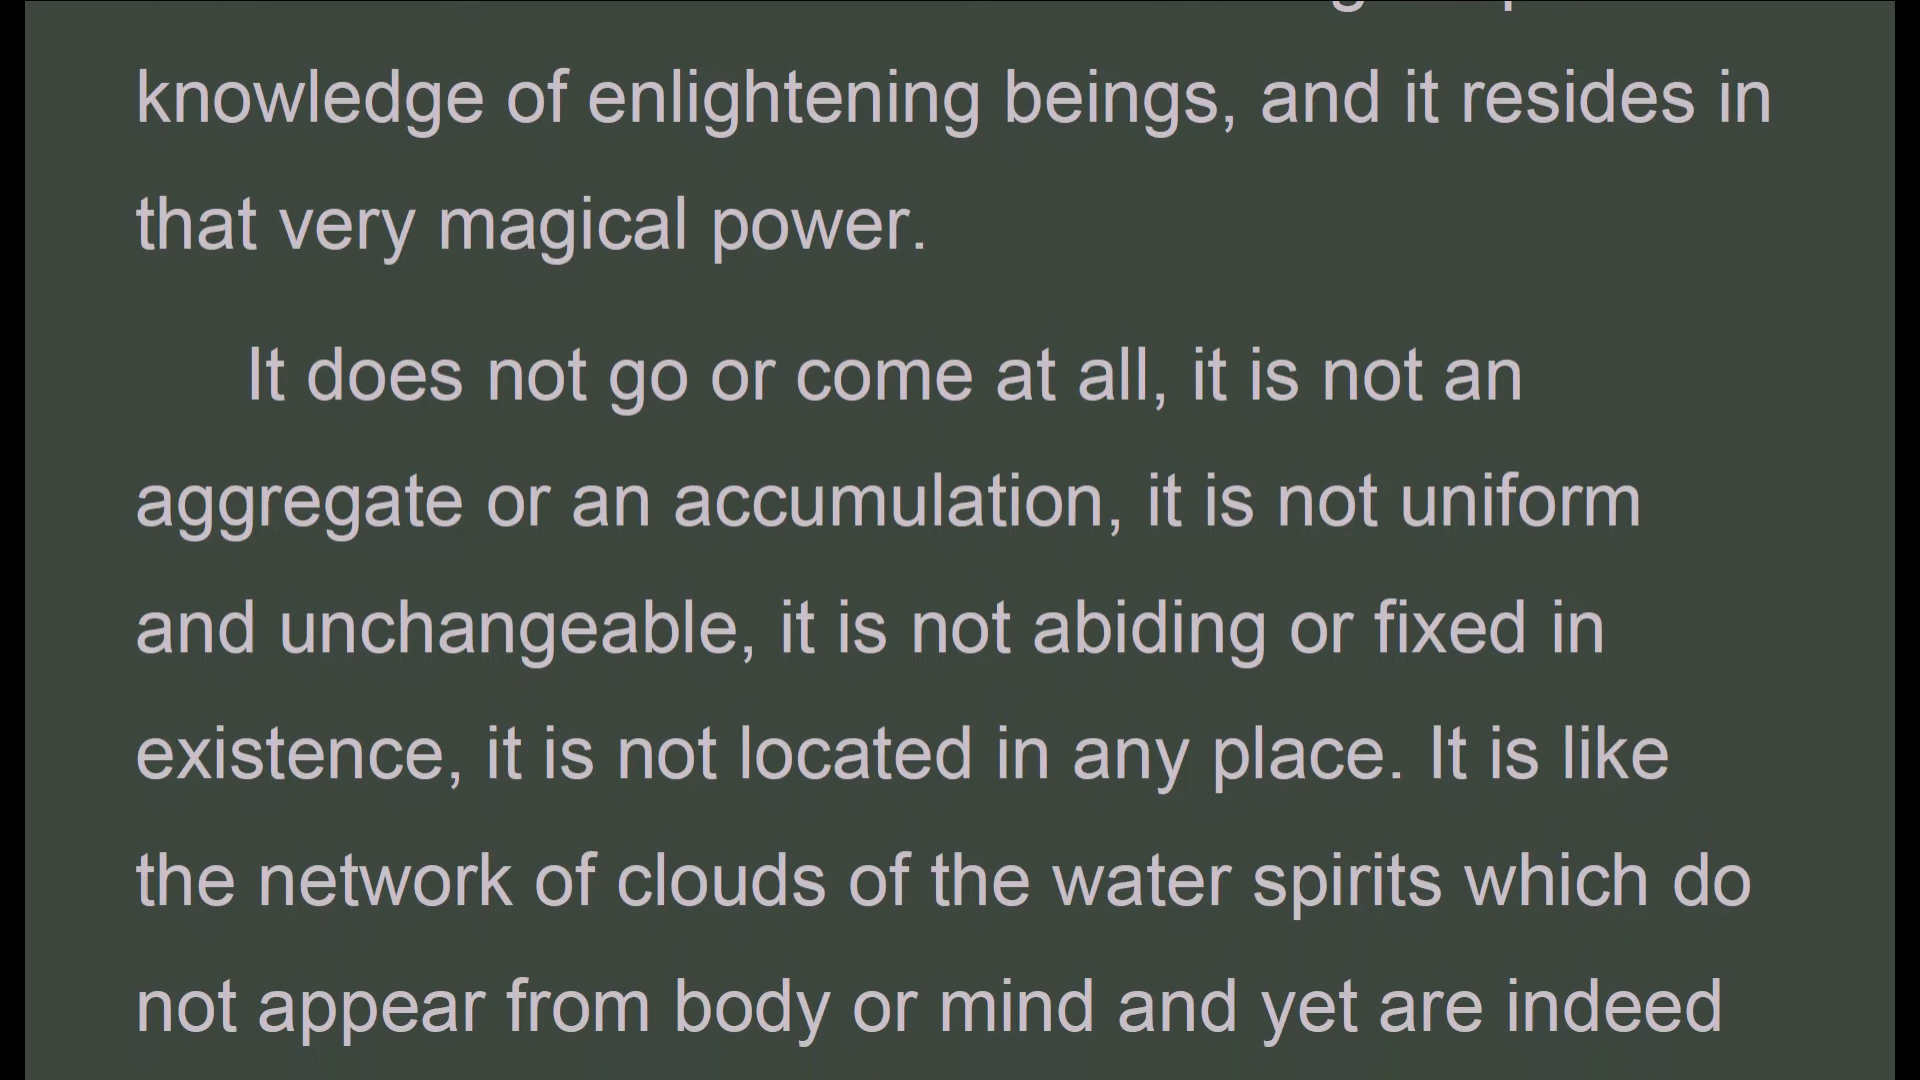 knowledge of enlightening beings, and it resides in
that very magical power.
It does not go or come at all, it is not an
aggregate or an accumulation, it is not uniform
and unchangeable, it is not abiding or fixed in
existence, it is not located in any place. It is like
the network of clouds of the water spirits which do
not appear from body or mind and yet are indeed